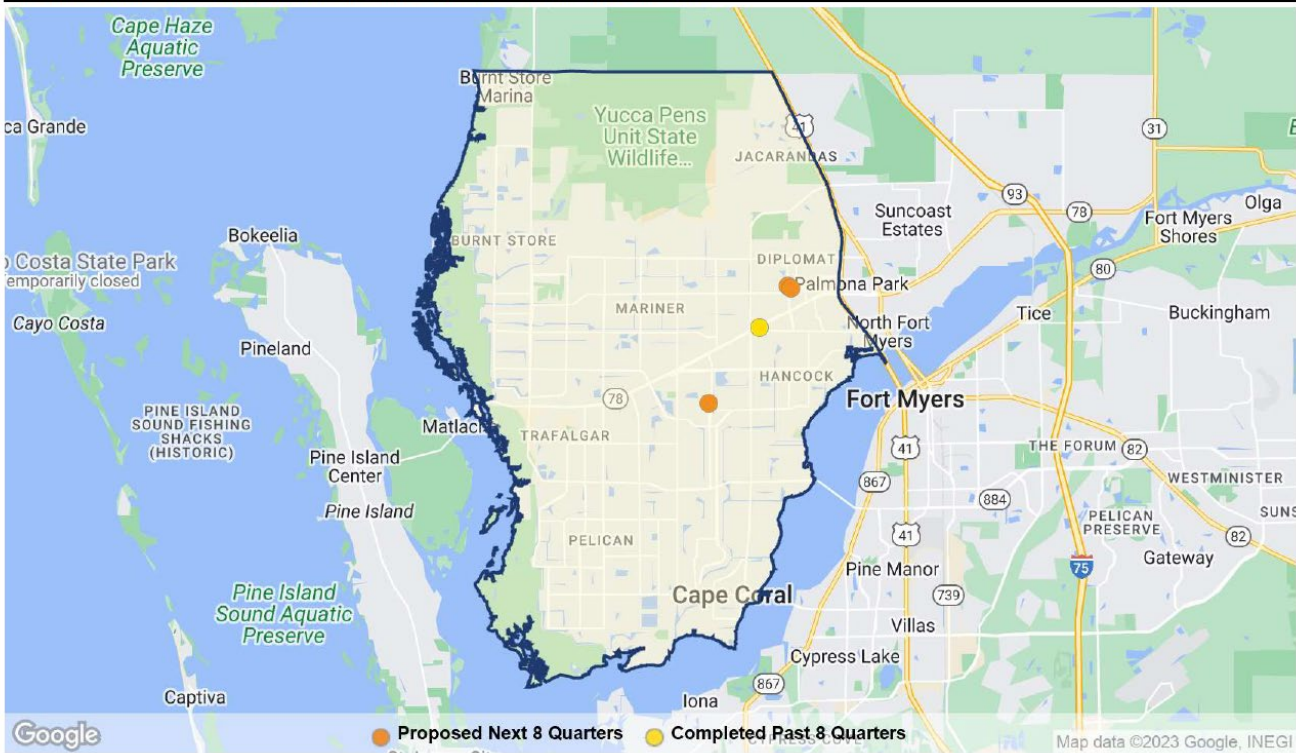 Cape Haze
Aquatic
Preserve
Burnt Store
Marina
Yucca Pens
Unit State
Wildlife...
41
JACARANDAS
31
ca Grande
93
78
Suncoast
Estates
Fort Myers
Shores
Olga
Bokeelia
BURNT STORE
o Costa State Park
emporarily closed
80
DIPLOMAT
Palmona Park
Cayo Costa
MARINER
North Fort
Myers
Tice
Buckingham
Pineland
HANCOCK
78
Fort Myers
PINE ISLAND
SOUND FISHING
SHACKS
(HISTORIC)
Matlach
TRAFALGAR
41
THE FORUM
82
Pine Island
Center
867
WESTMINISTER
884
Pine Island
PELICAN
PRESERVE
SUNS
PELICAN
41
82
Gateway
75
Pine Manor
Pine Island
Sound Aquatic
Preserve
Cape Coral
739
Villas
Cypress Lake
Captiva
867
Iona
Google
Proposed Next 8 Quarters
Completed Past 8 Quarters
CYPRESS COVE
Map data ©2023 Google, INEGI